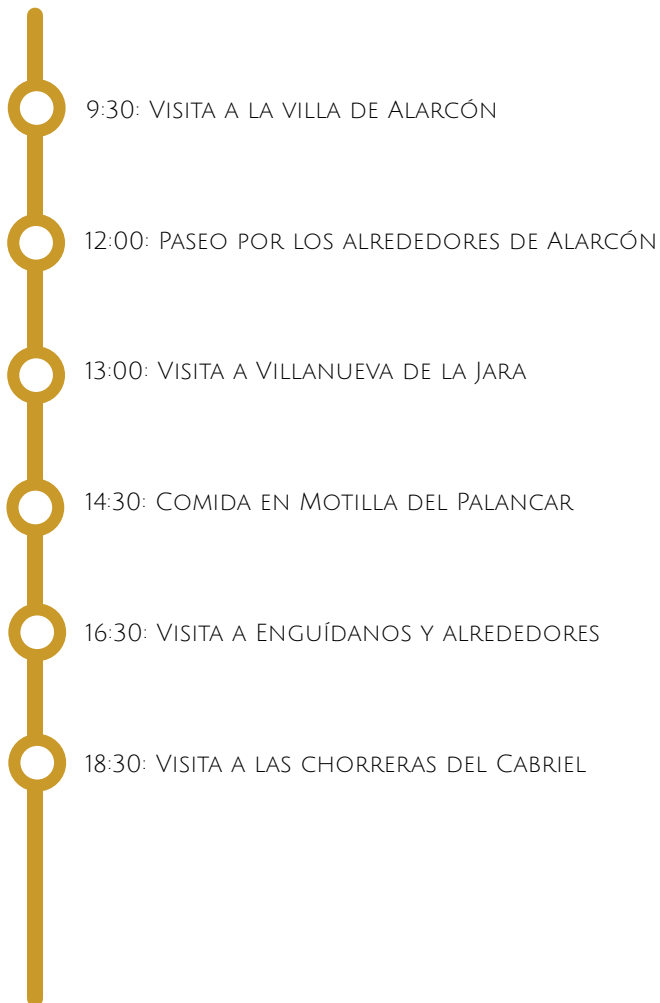 9:30: Visita a la villa de Alarcón
12:00: Paseo por los alrededores de Alarcón
13:00: Visita a Villanueva de la Jara
14:30: Comida en Motilla del Palancar
16:30: Visita a Enguídanos y alrededores
18:30: Visita a las chorreras del Cabriel